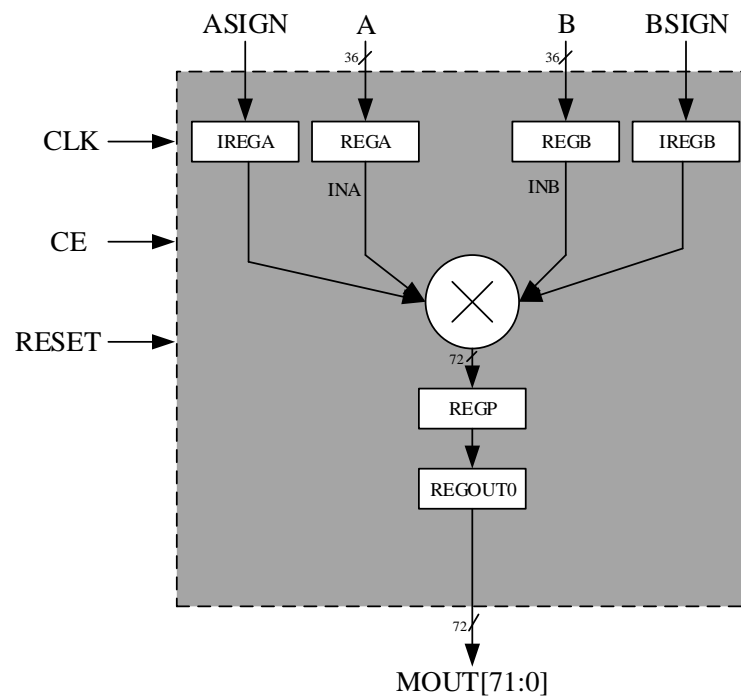 ASIGN A B BSIGN
36 36
CLK IREGA REGA REGB IREGB
INA INB
CE
RESET
72
REGP
REGOUT0
72
MOUT[71:0]